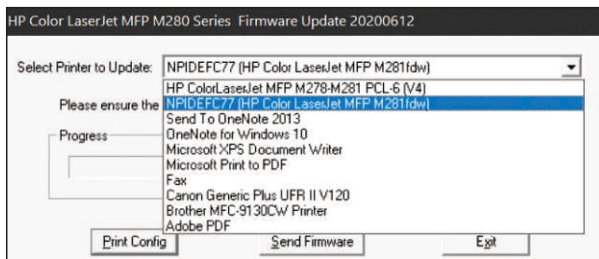 HP Color LaserJet MFP M280 Series Firmware Update 20200612
Select Printer to Update: NPIDEFC77 (HP Color LaserJet MFP M281fdw)
HP ColorLaserJet MFP M278-M281 PCL-6 (V4)
Please ensure the NPIDEFC77 (HP Color LaserJet MFP M281fdw)
Send To OneNote 2013
Progress OneNote for Windows 10
Microsoft XPS Document Writer
Microsoft Print to PDF
Fax
Canon Generic Plus UFR II V120
Brother MFC-9130CW Printer
Adobe PDF
Print Config Send Firmware Exit